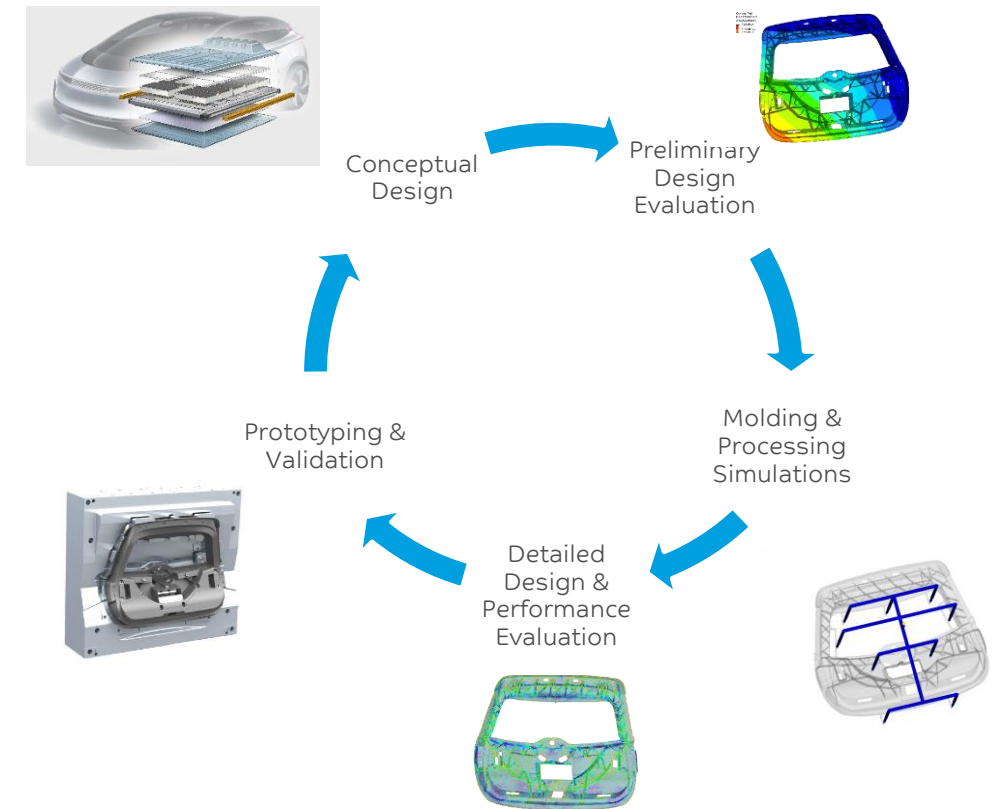 Conceptual
Design
Preliminary
Design
Evaluation
Molding &
Processing
Simulations
Detailed
Design &
Performance
Evaluation
Prototyping &
Validation